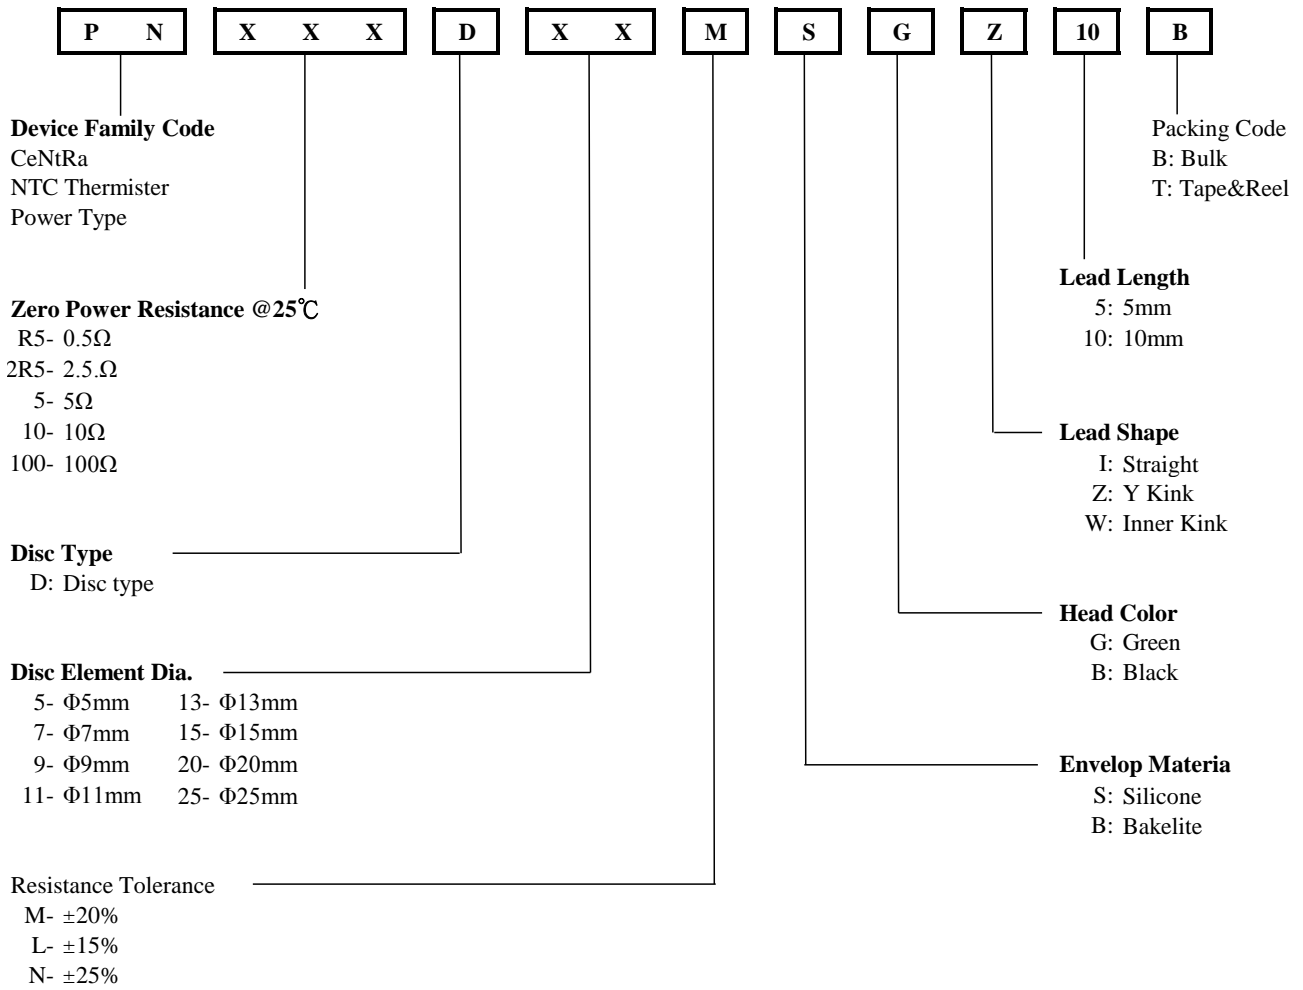 P N X X X D X X M S G Z 10 B
Device Family Code
CeNtRa
NTC Thermister
Power Type
Packing Code
B: Bulk
T: Tape&Reel
Zero Power Resistance @25℃
R5- 0.5Ω
2R5- 2.5.Ω
5- 5Ω
10- 10Ω
100- 100Ω
Lead Length
5: 5mm
10: 10mm
Lead Shape
I: Straight
Z: Y Kink
W: Inner Kink
Disc Type
D: Disc type
Head Color
G: Green
B: Black
Disc Element Dia.
5- Φ5mm 13- Φ13mm
7- Φ7mm 15- Φ15mm
9- Φ9mm 20- Φ20mm
11- Φ11mm 25- Φ25mm
Envelop Materia
S: Silicone
B: Bakelite
Resistance Tolerance
M- ±20%
L- ±15%
N- ±25%